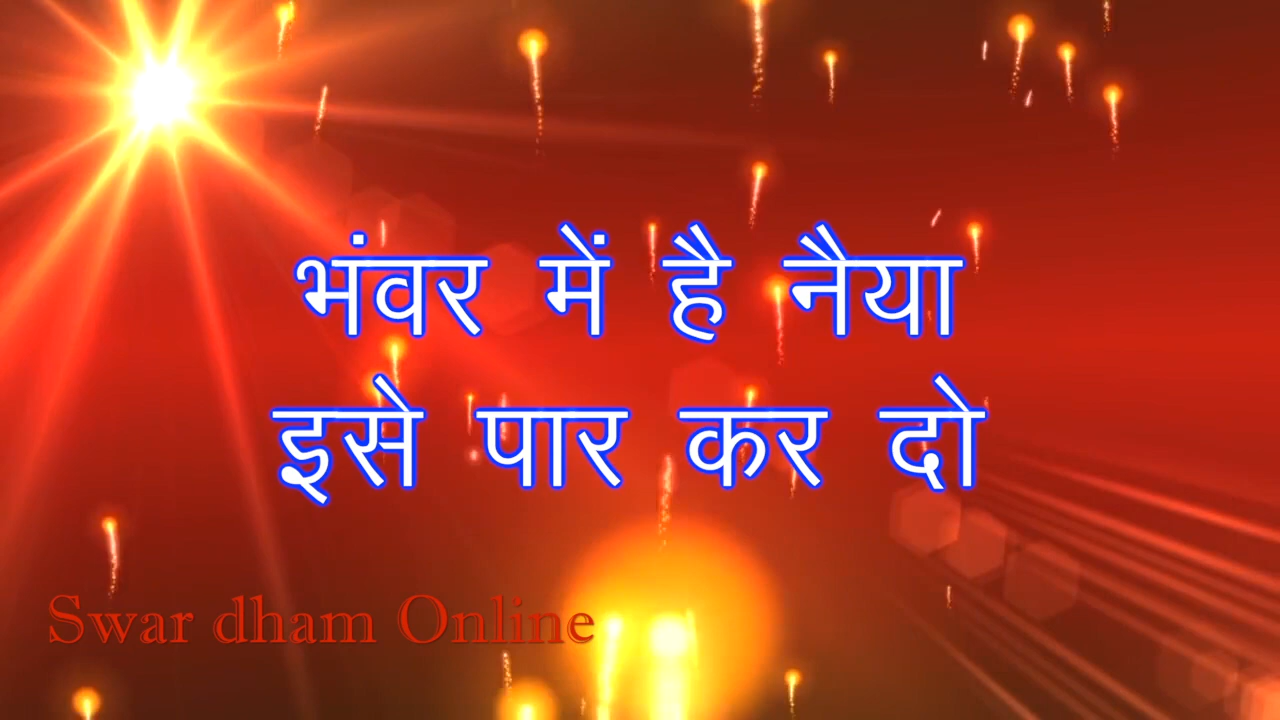 भंवर में है नैया
इसे पार कर दो
Swar dham Online